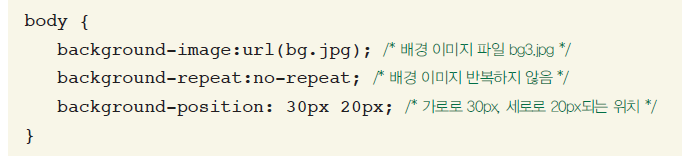 body {
background-image:url(bg.jpg); /* 배경 이미지 파일 bg3.jpg */
background-repeat:no-repeat; /* 배경 이미지 반복하지 않음 */
background-position: 30px 20px; /* 가로로 30px, 세로로 20px되는 위치 */
}